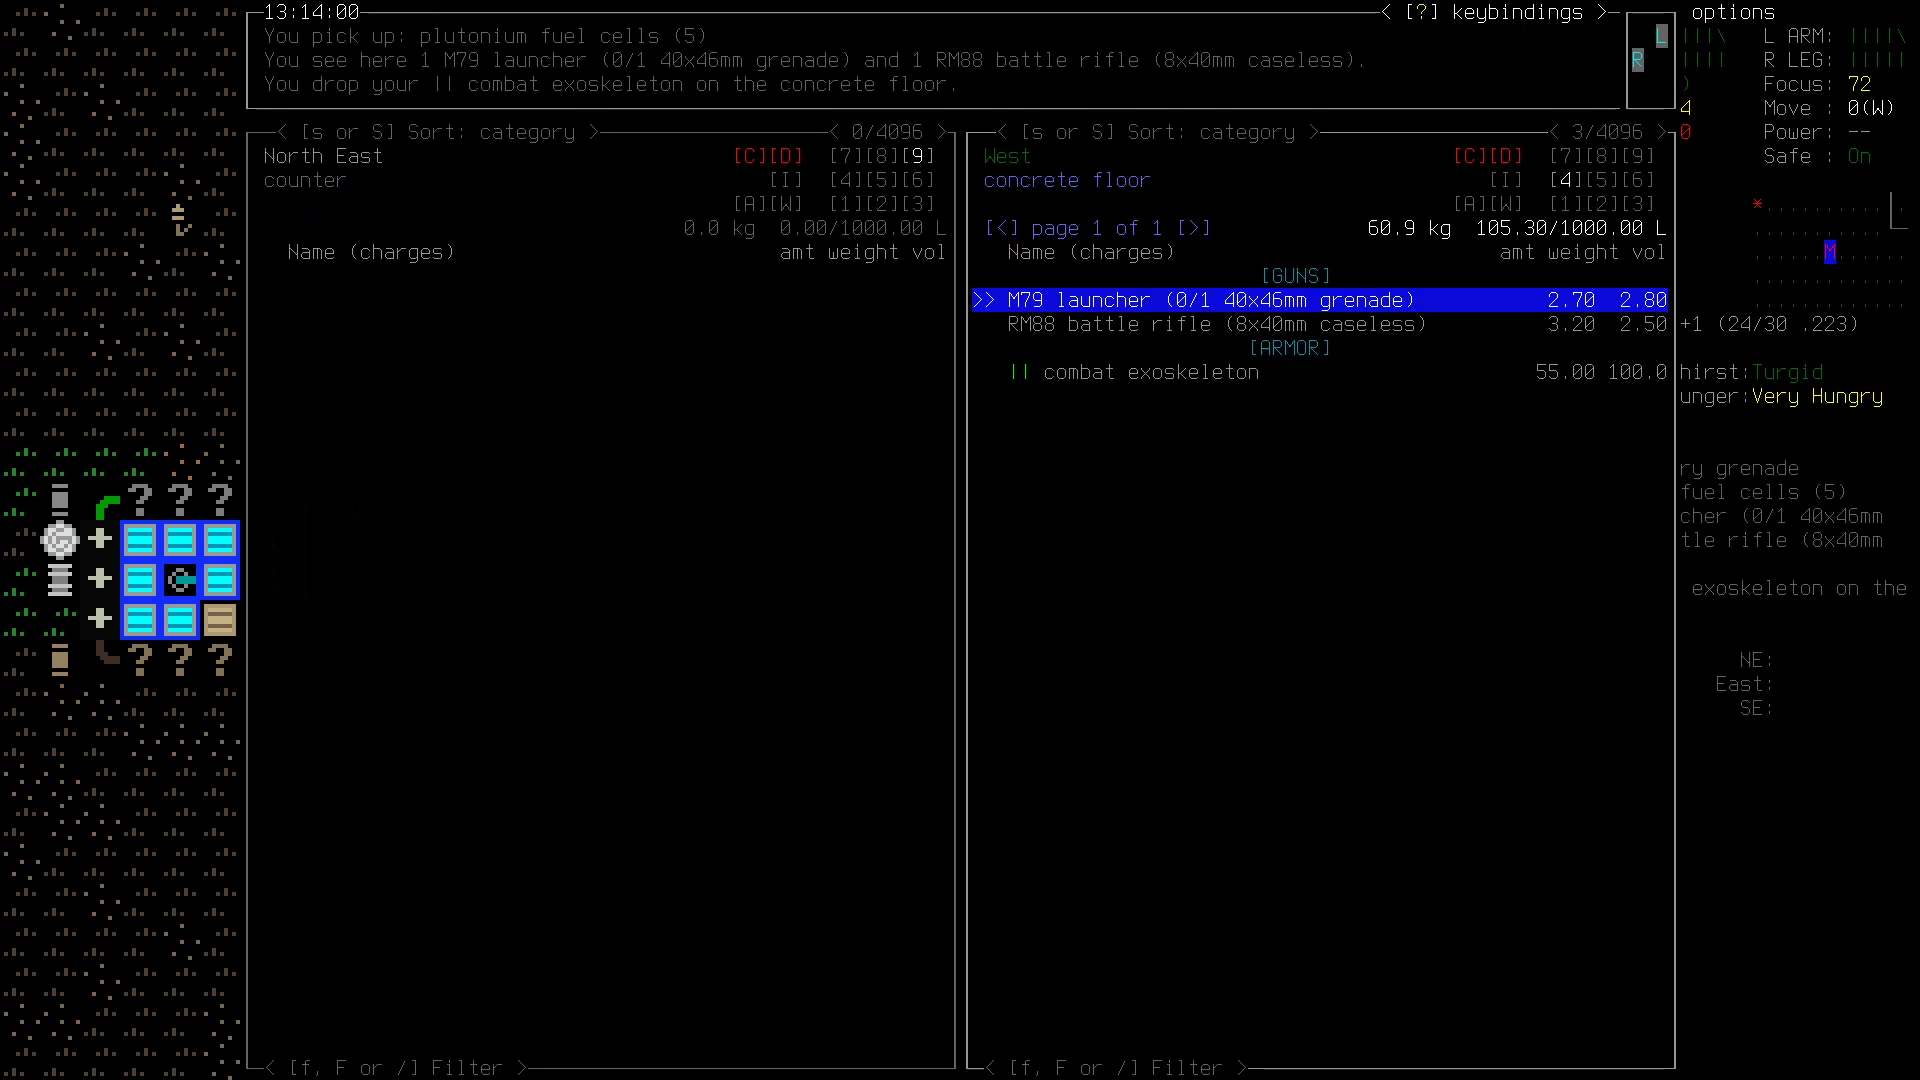 13:14:00 < [?] keybindings >
You pick up: plutonium fuel cells (5)
You see here 1 M79 launcher (0/1 40x46mm grenade) and 1 RM88 battle rifle (8x40mm caseless).
You drop your || combat exoskeleton on the concrete floor.
L
R
options
L ARM:
R LEG:
) Focus: 72
4 Move : 0(W)
0 Power: --
Safe : On
< [s or S] Sort: category > < 0/4096 >
North East [C][D] [7][8][9]
counter [I] [4][5][6]
[A][W] [1][2][3]
0.0 kg 0.00/1000.00 L
Name (charges) amt weight vol
< [f, F or /] Filter >
< [s or S] Sort: category > < 3/4096 >
West [C][D] [7][8][9]
concrete floor [I] [4][5][6]
[A][W] [1][2][3]
[<] page 1 of 1 [>] 60.9 kg 105.30/1000.00 L
Name (charges) amt weight vol
[GUNS]
>> M79 launcher (0/1 40x46mm grenade) 2.70 2.80
RM88 battle rifle (8x40mm caseless) 3.20 2.50
[ARMOR]
|| combat exoskeleton 55.00 100.0
< [f, F or /] Filter >
M
+1 (24/30 .223)
hirst:Turgid
unger:Very Hungry
ry grenade
fuel cells (5)
cher (0/1 40x46mm
tle rifle (8x40mm
exoskeleton on the
NE:
East:
SE:
? ? ?
? ? ?